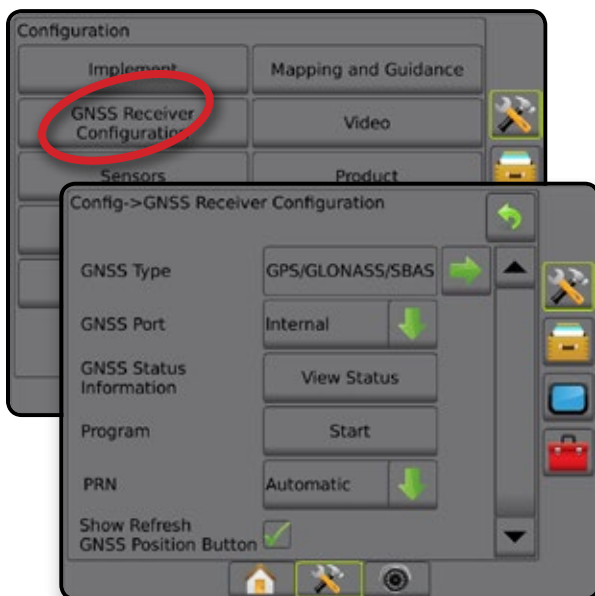 Configuration
Implement
Mapping and Guidance
GNSS Receiver
Configuration
Video
Sensors
Product
Config->GNSS Receiver Configuration
GNSS Type
GPS/GLONASS/SBAS
GNSS Port
Internal
GNSS Status
Information
View Status
Program
Start
PRN
Automatic
Show Refresh
GNSS Position Button